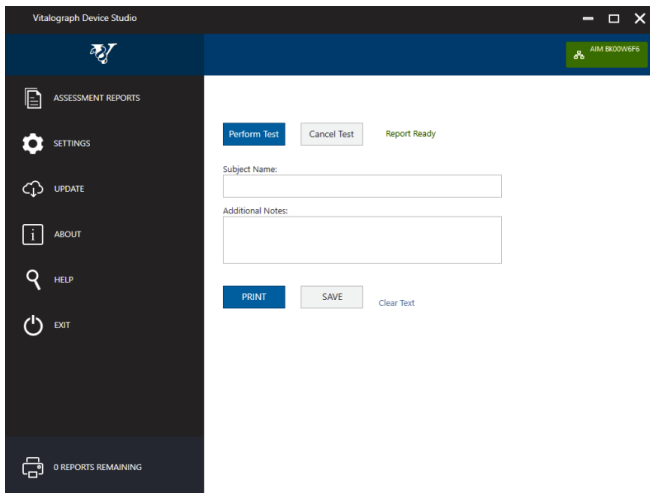 Vitalograph Device Studio
AIM BK00W6F6
ASSESSMENT REPORTS
SETTINGS
UPDATE
ABOUT
HELP
EXIT
0 REPORTS REMAINING
Perform Test Cancel Test Report Ready
Subject Name:
Additional Notes:
PRINT SAVE Clear Text